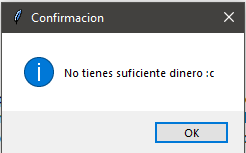 Confirmacion
No tienes suficiente dinero :c
OK